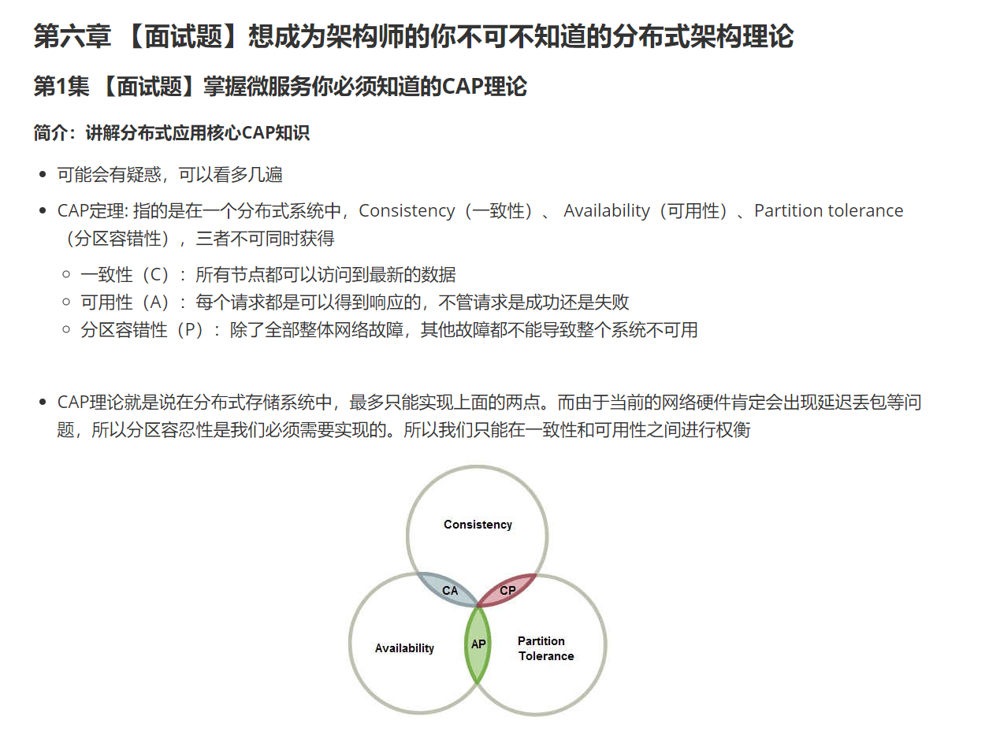 第六章 【面试题】想成为架构师的你不可不知道的分布式架构理论
第1集 【面试题】掌握微服务你必须知道的CAP理论
简介：讲解分布式应用核心CAP知识
可能会有疑惑，可以看多几遍
CAP定理: 指的是在一个分布式系统中，Consistency（一致性）、 Availability（可用性）、Partition tolerance
（分区容错性），三者不可同时获得
一致性（C）：所有节点都可以访问到最新的数据
可用性（A）：每个请求都是可以得到响应的，不管请求是成功还是失败
分区容错性（P）：除了全部整体网络故障，其他故障都不能导致整个系统不可用
CAP理论就是说在分布式存储系统中，最多只能实现上面的两点。而由于当前的网络硬件肯定会出现延迟丢包等问
题，所以分区容忍性是我们必须需要实现的。所以我们只能在一致性和可用性之间进行权衡
Consistency
CA
CP
Availability
AP
Partition
Tolerance